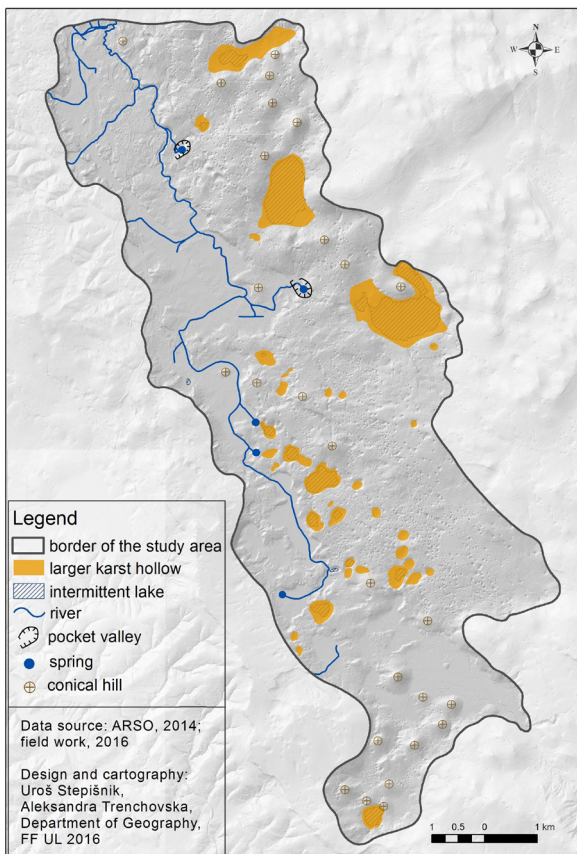 N
W E
S
Legend
border of the study area
larger karst hollow
intermittent lake
river
pocket valley
spring
conical hill
Data source: ARSO, 2014;
field work, 2016
Design and cartography:
Uroš Stepišnik,
Aleksandra Trenchovska,
Department of Geography,
FF UL 2016
1 0.5 0 1 km